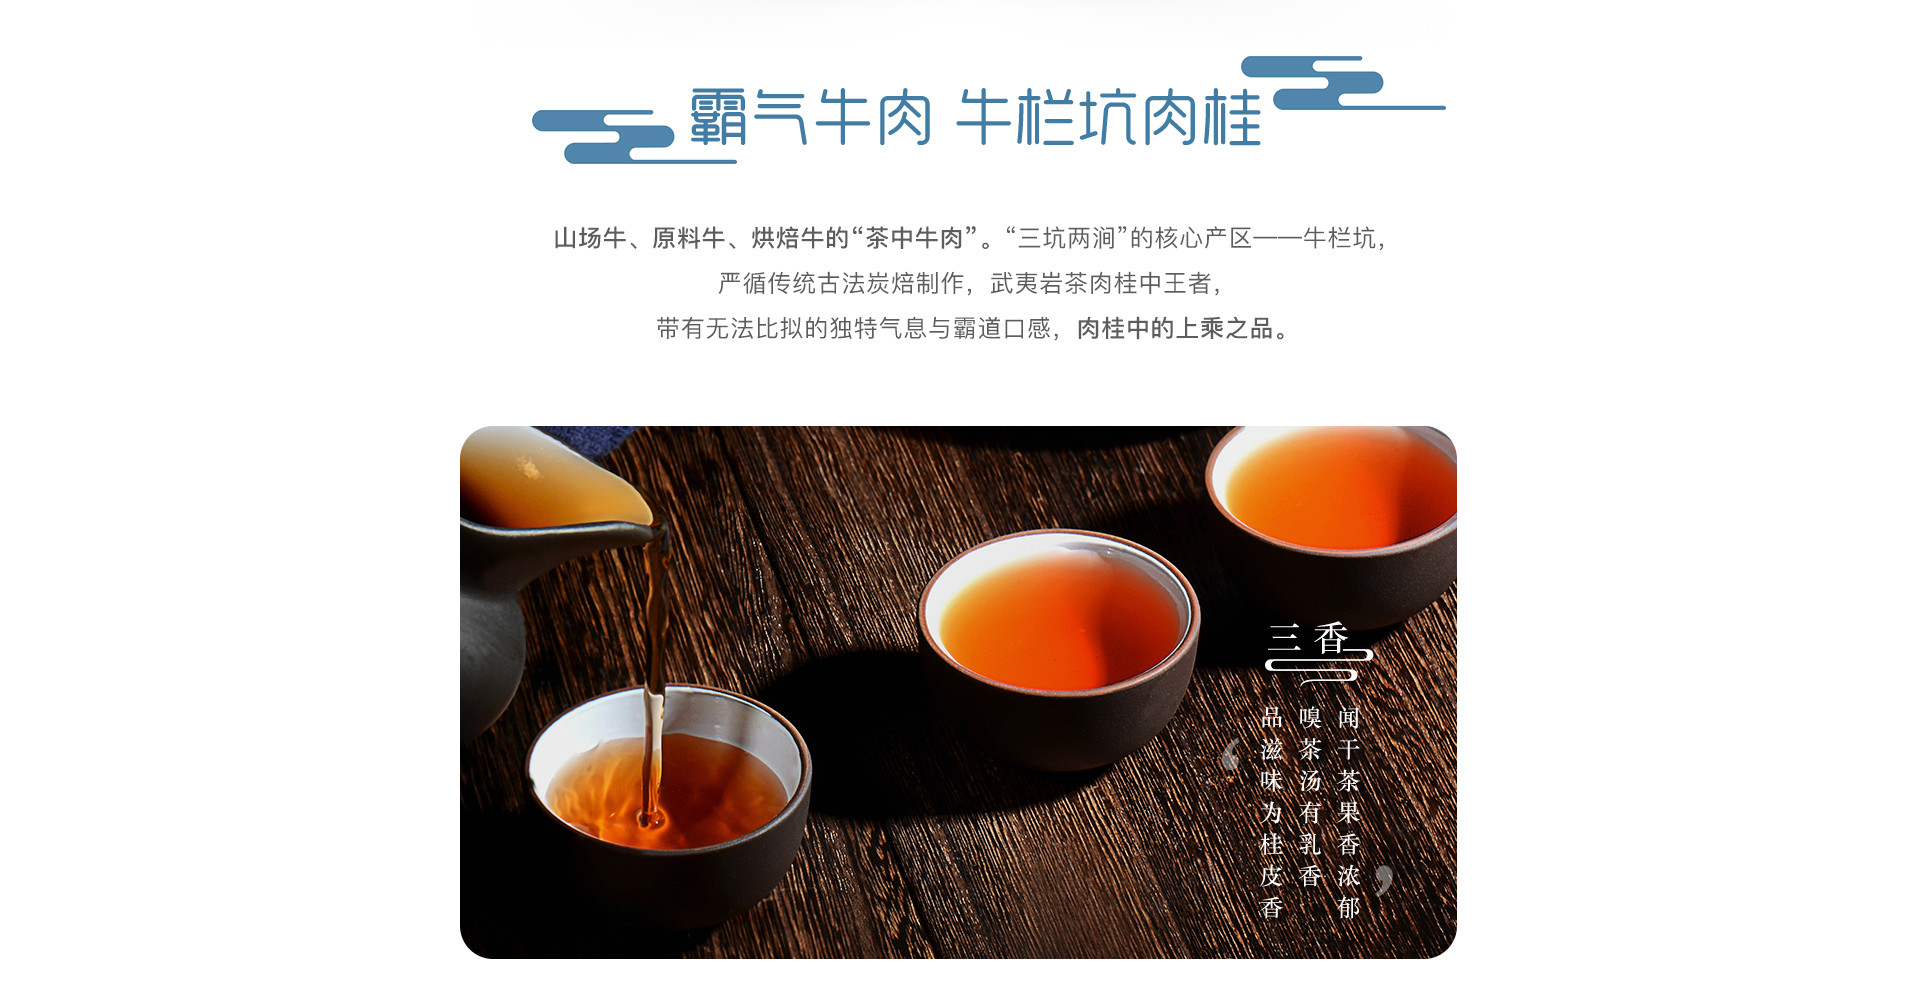 霸气牛肉 牛栏坑肉桂
山场牛、原料牛、烘焙牛的“茶中牛肉”。“三坑两涧”的核心产区——牛栏坑，
严循传统古法炭焙制作，武夷岩茶肉桂中王者，
带有无法比拟的独特气息与霸道口感，肉桂中的上乘之品。
三香
闻干茶果香浓郁
嗅茶汤有乳香
品滋味为桂皮香